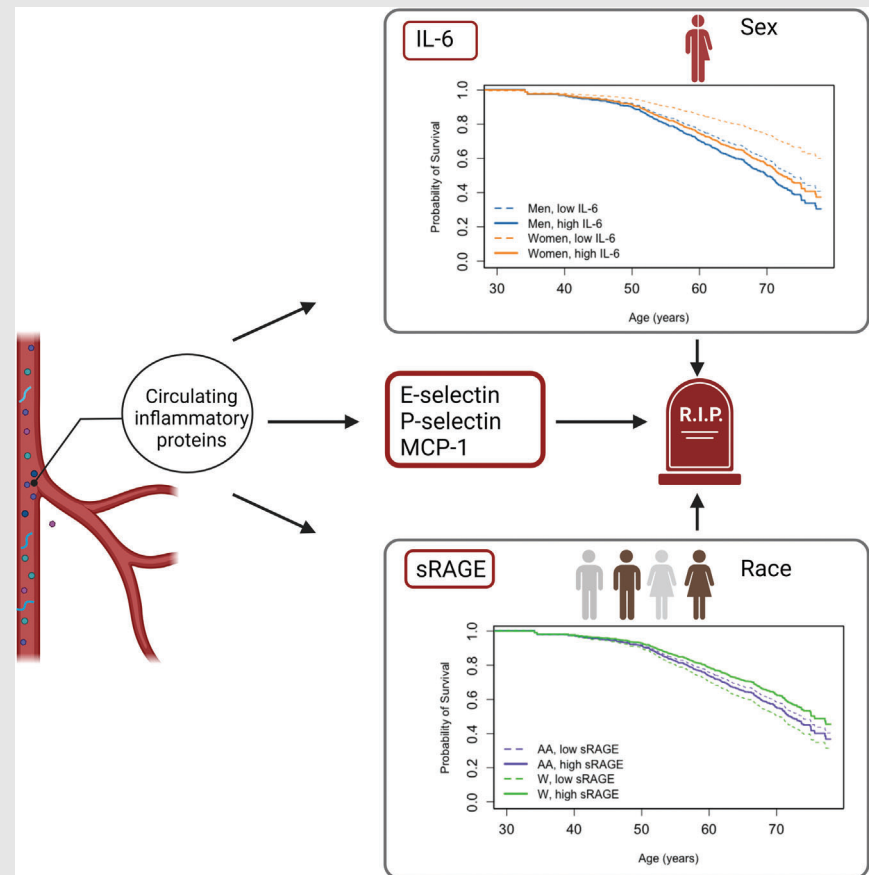 IL-6
Sex
Probability of Survival
1.0
0.8
0.6
0.4
0.2
0.0
Men, low IL-6
Men, high IL-6
Women, low IL-6
Women, high IL-6
30 40 50 60 70
Age (years)
Circulating
inflammatory
proteins
E-selectin
P-selectin
MCP-1
R.I.P.
sRAGE
Race
Probability of Survival
1.0
0.8
0.6
0.4
0.2
0.0
AA, low sRAGE
AA, high sRAGE
W, low sRAGE
W, high sRAGE
30 40 50 60 70
Age (years)